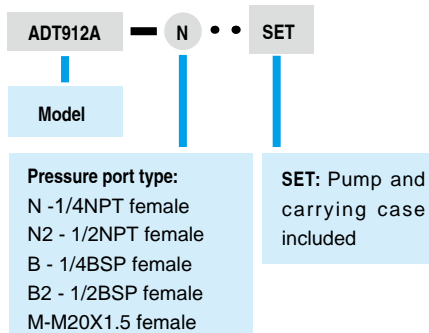 ADT912A — N • • SET
Model
Pressure port type:
N -1/4NPT female
N2 - 1/2NPT female
B - 1/4BSP female
B2 - 1/2BSP female
M-M20X1.5 female
SET: Pump and
carrying case
included